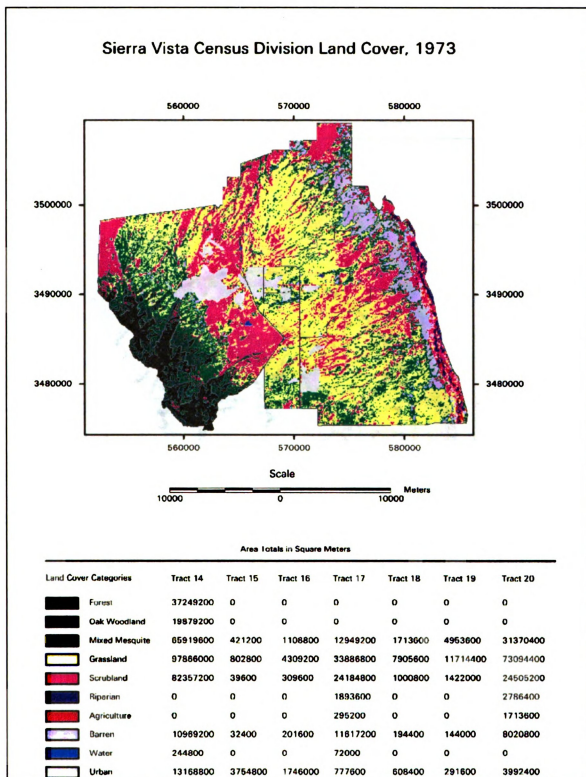 Sierra Vista Census Division Land Cover, 1973
560000 570000 580000
3500000 3500000
3490000 3490000
3480000 3480000
560000 570000 580000
Scale
Meters
10000 0 10000
Area Totals in Square Meters
Land Cover Categories Tract 14 Tract 15 Tract 16 Tract 17 Tract 18 Tract 19 Tract 20
Forest 37249200 0 0 0 0 0 0
Oak Woodland 19879200 0 0 0 0 0 0
Mixed Mesquite 65919600 421200 1108800 12949200 1713600 4953600 31370400
Grassland 97866000 802800 4309200 33886800 7905600 11714400 73094400
Scrubland 82357200 39600 309600 24184800 1000800 1422000 24505200
Riparian 0 0 0 1893600 0 0 2786400
Agriculture 0 0 0 295200 0 0 1713600
Barren 10969200 32400 201600 11617200 194400 144000 8020800
Water 244800 0 0 72000 0 0 0
Urban 13168800 3754800 1746000 777600 608400 291600 3992400